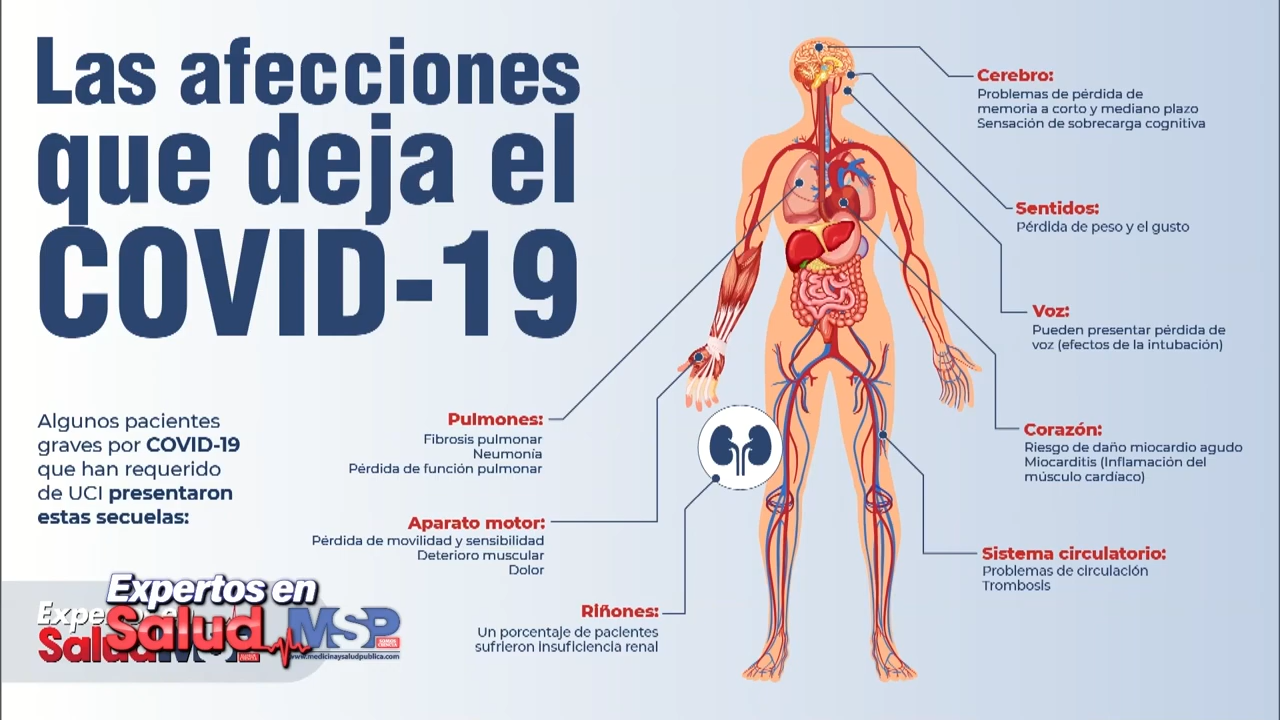 Las afecciones
que deja el
COVID-19
Algunos pacientes
graves por COVID-19
que han requerido
de UCI presentaron
estas secuelas:
Cerebro:
Problemas de pérdida de
memoria a corto y mediano plazo
Sensación de sobrecarga cognitiva
Sentidos:
Pérdida de peso y el gusto
Voz:
Pueden presentar pérdida de
voz (efectos de la intubación)
Corazón:
Riesgo de daño miocardio agudo
Miocarditis (Inflamación del
músculo cardíaco)
Sistema circulatorio:
Problemas de circulación
Trombosis
Pulmones:
Fibrosis pulmonar
Neumonía
Pérdida de función pulmonar
Aparato motor:
Pérdida de movilidad y sensibilidad
Deterioro muscular
Dolor
Riñones:
Un porcentaje de pacientes
sufrieron insuficiencia renal
Expertos en
Salud MSP
www.medicinaysaludpublica.com